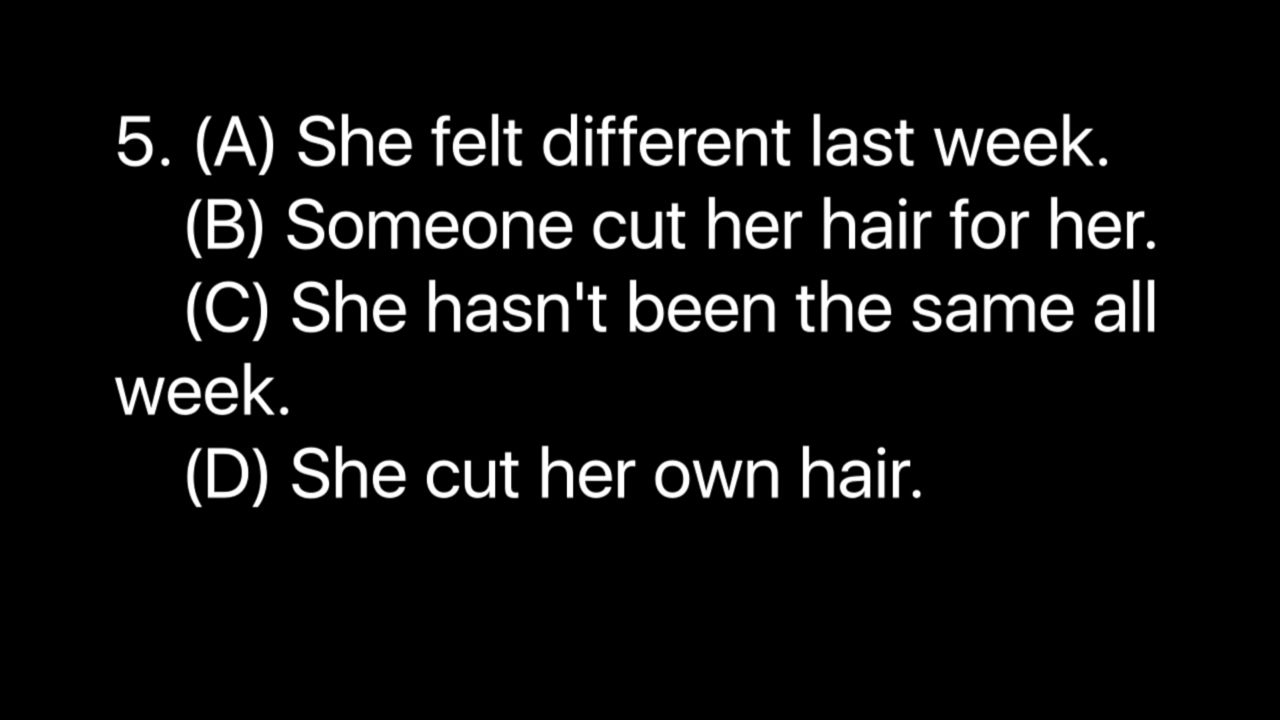 5. (A) She felt different last week.
(B) Someone cut her hair for her.
(C) She hasn't been the same all
week.
(D) She cut her own hair.